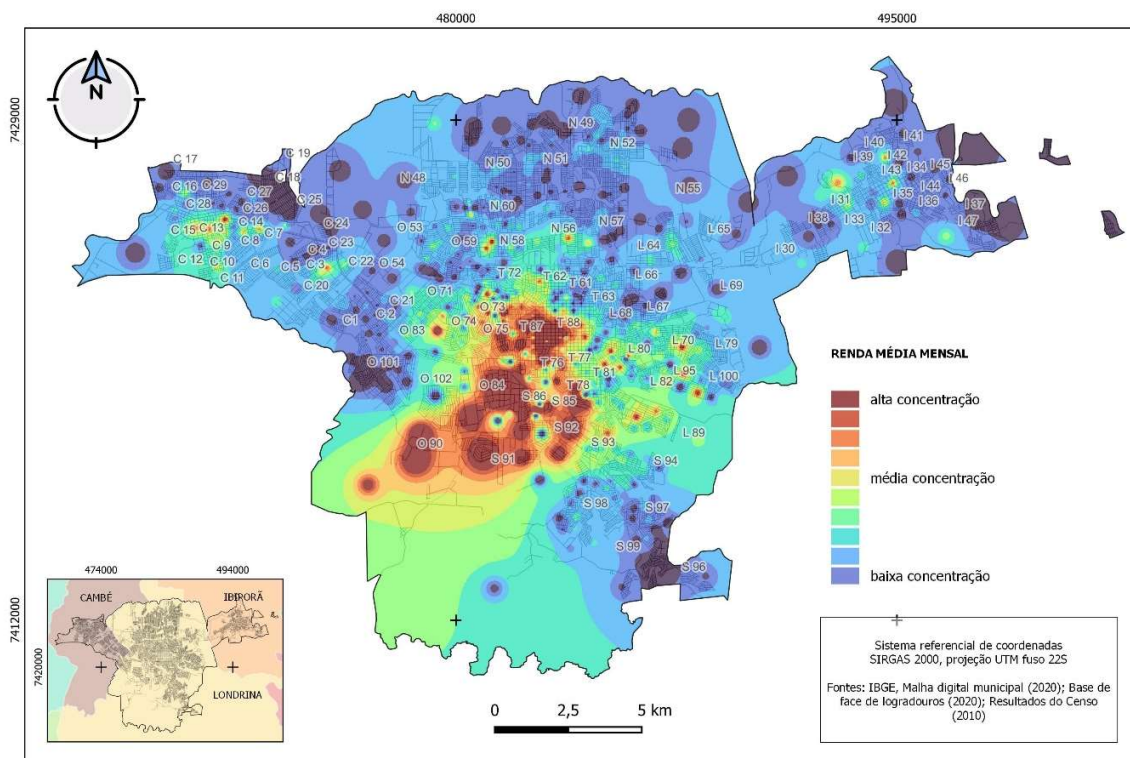 480000
495000
7429000
N
C 19
C 17
C 18
C 16
C 29
C 27
C 28
C 26
C 25
C 14
C 24
C 15
C 13
C 7
C 8
C 23
C 9
C 4
C 12
C 10
C 6
C 5
C 3
C 22
C 11
C 20
C 21
C 1
C 2
N 49
N 52
N 50
N 51
N 48
N 55
N 60
N 57
O 53
N 56
O 59
N 58
L 64
L 65
O 54
T 72
T 62
T 61
L 66
O 71
T 63
L 69
O 73
L 67
O 74
T 88
L 68
O 83
O 75
T 87
L 70
L 79
L 80
T 77
T 76
O 101
T 81
L 95
O 102
O 84
T 78
L 82
L 100
S 86
S 85
S 92
O 90
S 93
L 89
S 91
S 94
S 98
S 97
S 99
S 96
I 41
I 40
I 42
I 39
I 34
I 45
I 43
I 46
I 44
I 35
I 31
I 36
I 37
I 38
I 33
I 32
I 47
I 30
RENDA MÉDIA MENSAL
alta concentração
média concentração
baixa concentração
7412000
474000
494000
CAMBÉ
IBIPORÃ
LONDRINA
7420000
0
2,5
5 km
Sistema referencial de coordenadas
SIRGAS 2000, projeção UTM fuso 22S
Fontes: IBGE, Malha digital municipal (2020); Base
de face de logradouros (2020); Resultados do Censo
(2010)